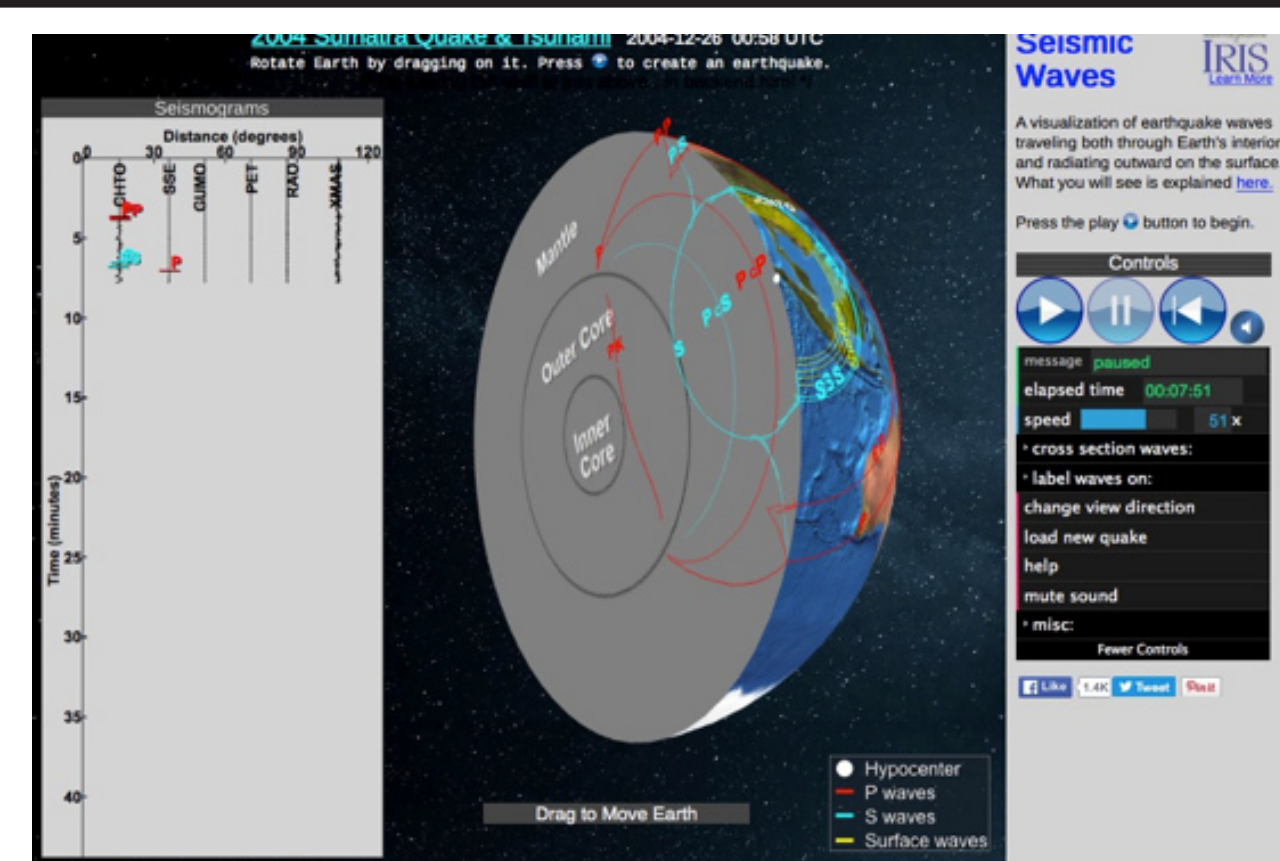 2004 Sumatra Quake & Tsunami 2004-12-26 00:58 UTC
Rotate Earth by dragging on it. Press to create an earthquake.
Seismograms
Distance (degrees)
0 30 60 90 120
CHTO SSE GUMO PET RAO XMAS
0
5
10
15
20
25
30
35
40
Time (minutes)
PP
P
Mantle
Outer Core
Inner Core
PP
PS
P
PK
S
PcS
PcP
CHTO
S3S
Drag to Move Earth
Hypocenter
P waves
S waves
Surface waves
Seismic
Waves
IRIS
Learn More
A visualization of earthquake waves
traveling both through Earth's interior
and radiating outward on the surface
What you will see is explained here.
Press the play button to begin.
Controls
message paused
elapsed time 00:07:51
speed 51 x
cross section waves:
label waves on:
change view direction
load new quake
help
mute sound
misc:
Fewer Controls
Like 1.4K Tweet Pin it